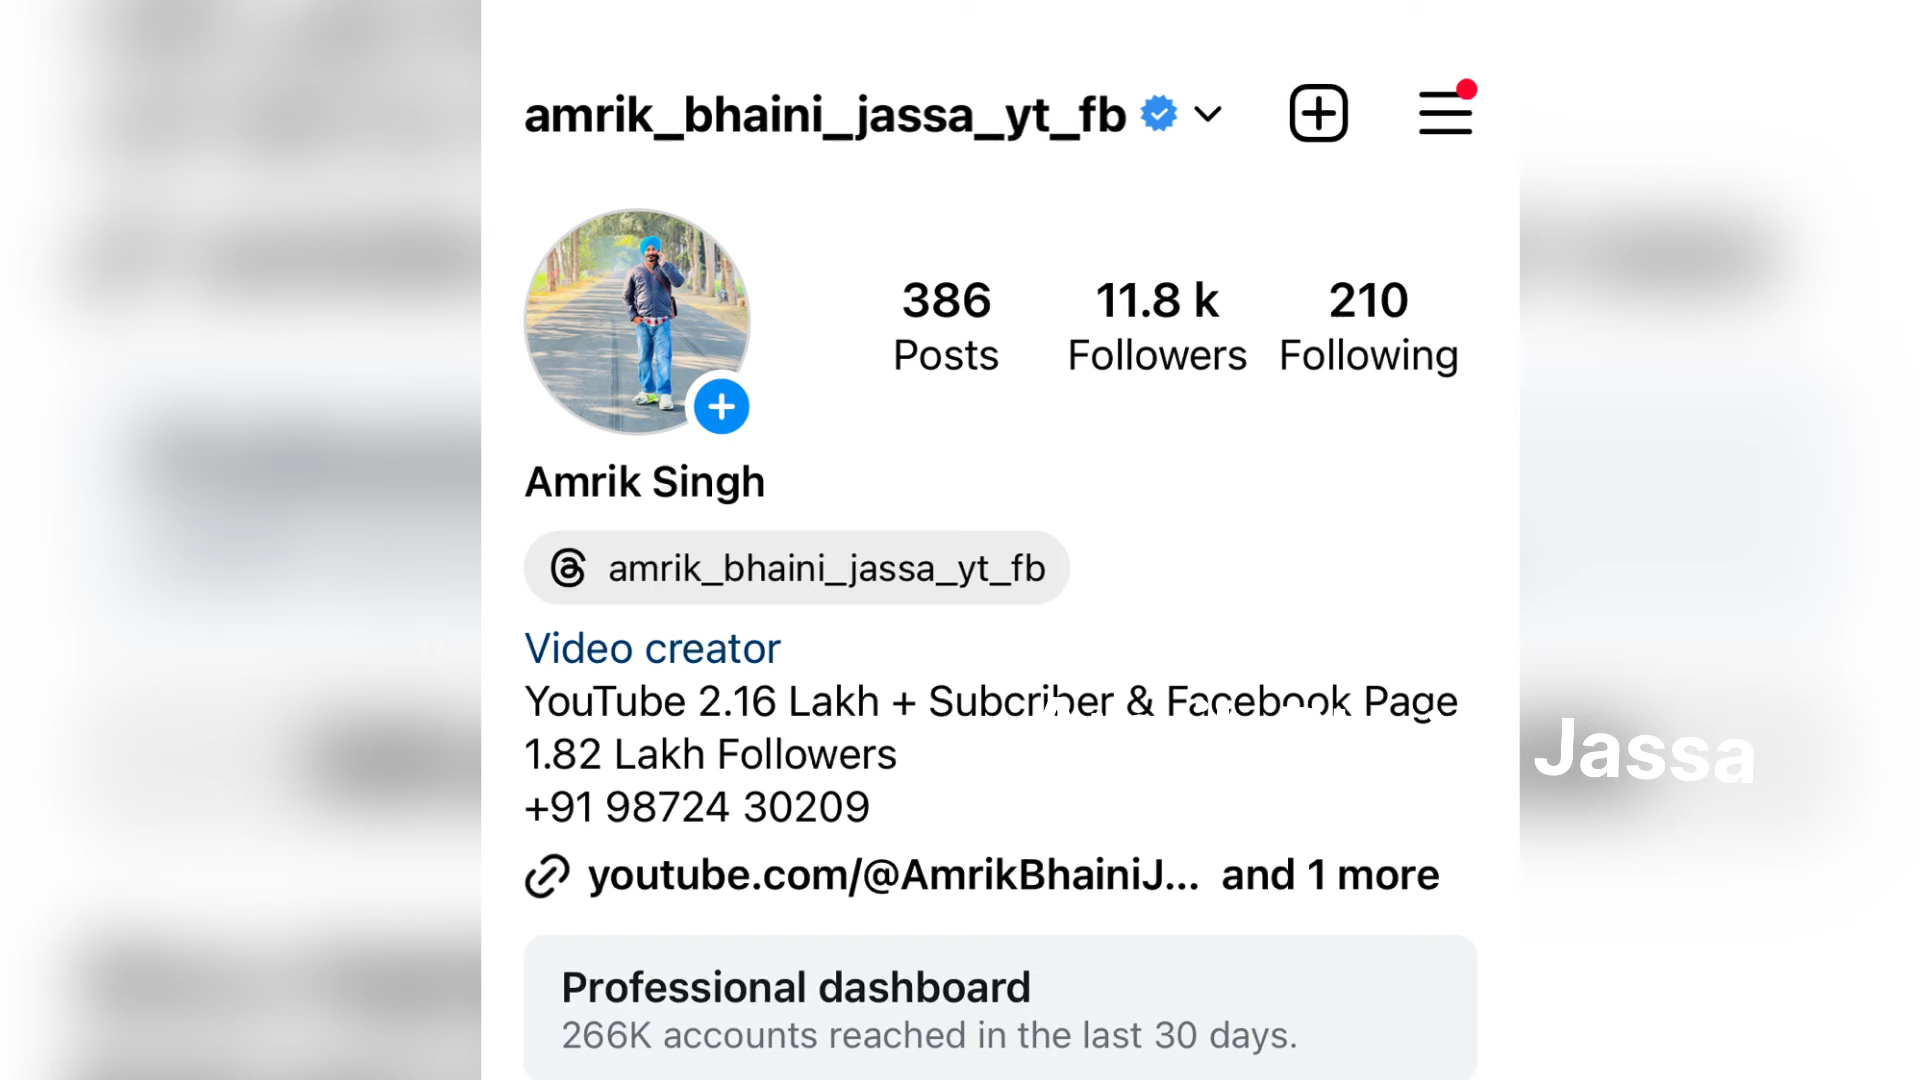 amrik_bhaini_jassa_yt_fb
386
Posts
11.8 k
Followers
210
Following
Amrik Singh
amrik_bhaini_jassa_yt_fb
Video creator
YouTube 2.16 Lakh + Subcriber & Facebook Page
1.82 Lakh Followers
+91 98724 30209
Jassa
youtube.com/@AmrikBhainiJ... and 1 more
Professional dashboard
266K accounts reached in the last 30 days.